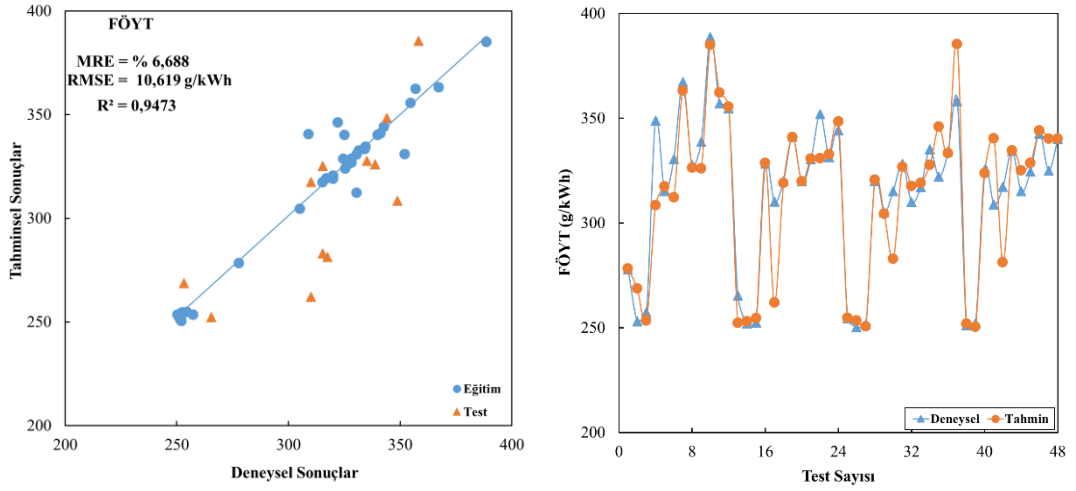 FÖYT
MRE = % 6,688
RMSE = 10,619 g/kWh
R² = 0,9473
400
350
300
250
200
200
250
300
350
400
Tahminsel Sonuçlar
Deneysel Sonuçlar
Eğitim
Test
400
350
300
250
200
0
8
16
24
32
40
48
FÖYT (g/kWh)
Test Sayısı
Deneysel
Tahmin